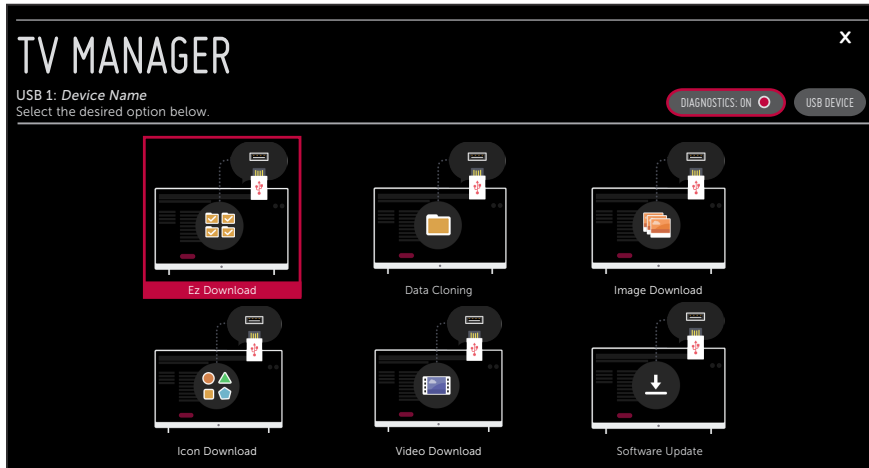 TV MANAGER
X
USB 1: Device Name
Select the desired option below.
DIAGNOSTICS: ON
USB DEVICE
Ez Download
Data Cloning
Image Download
Icon Download
Video Download
Software Update